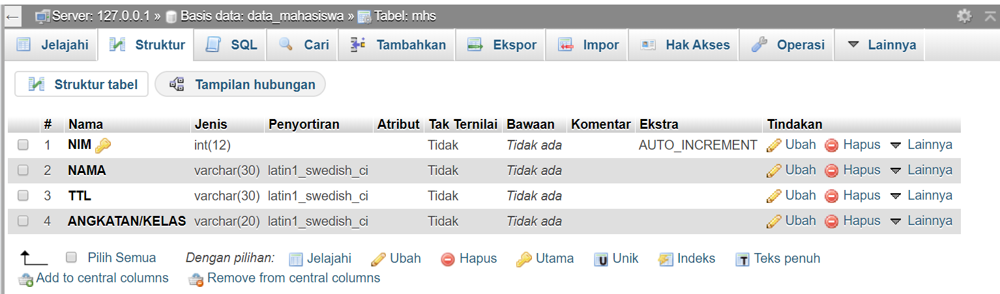 Server: 127.0.0.1 » Basis data: data_mahasiswa » Tabel: mhs
Jelajahi Struktur SQL Cari Tambahkan Ekspor Impor Hak Akses Operasi Lainnya
Struktur tabel Tampilan hubungan
# Nama Jenis Penyortiran Atribut Tak Ternilai Bawaan Komentar Ekstra Tindakan
1 NIM int(12) Tidak Tidak ada AUTO_INCREMENT Ubah Hapus Lainnya
2 NAMA varchar(30) latin1_swedish_ci Tidak Tidak ada Ubah Hapus Lainnya
3 TTL varchar(30) latin1_swedish_ci Tidak Tidak ada Ubah Hapus Lainnya
4 ANGKATAN/KELAS varchar(20) latin1_swedish_ci Tidak Tidak ada Ubah Hapus Lainnya
Pilih Semua Dengan pilihan: Jelajahi Ubah Hapus Utama Unik Indeks Teks penuh
Add to central columns Remove from central columns